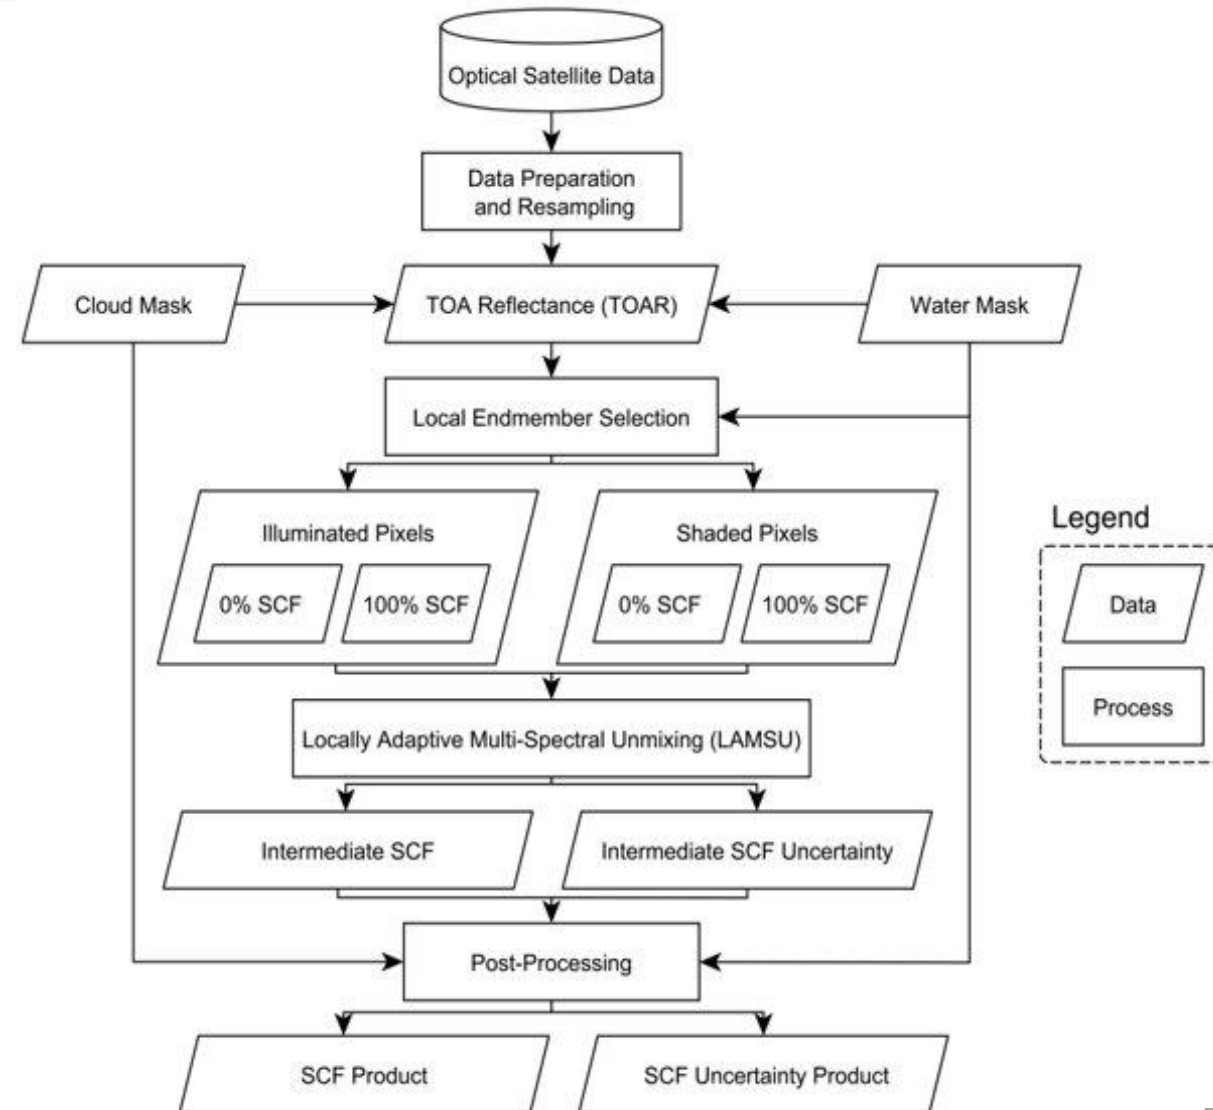 Optical Satellite Data
Data Preparation
and Resampling
Cloud Mask
TOA Reflectance (TOAR)
Water Mask
Local Endmember Selection
Illuminated Pixels
0% SCF
100% SCF
Shaded Pixels
0% SCF
100% SCF
Locally Adaptive Multi-Spectral Unmixing (LAMSU)
Intermediate SCF
Intermediate SCF Uncertainty
Post-Processing
SCF Product
SCF Uncertainty Product
Legend
Data
Process